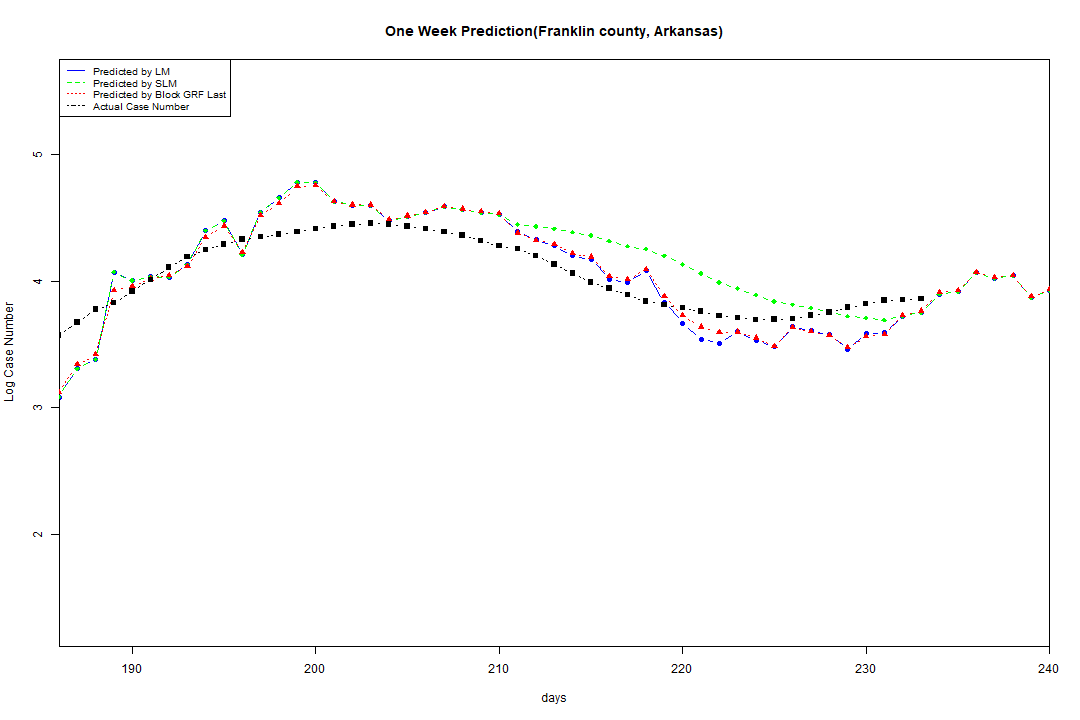 One Week Prediction(Franklin county, Arkansas)
Predicted by LM
Predicted by SLM
Predicted by Block GRF Last
Actual Case Number
5
4
3
2
Log Case Number
190 200 210 220 230 240
days